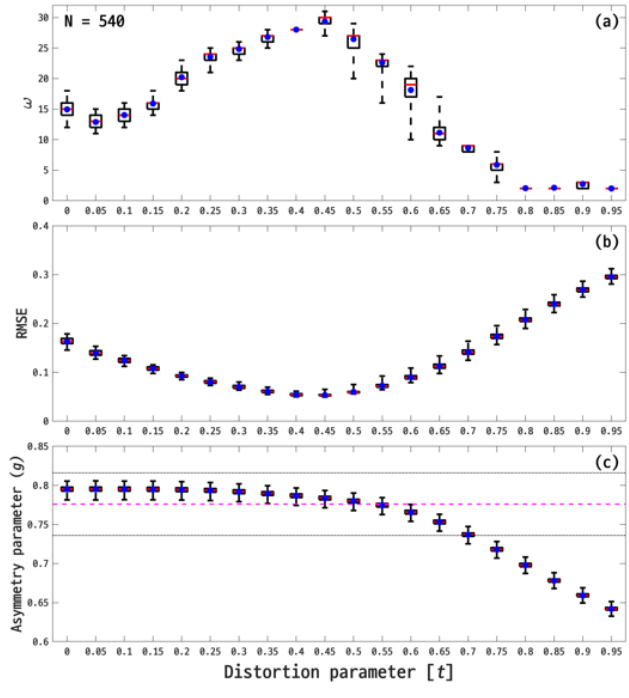 N = 540
(a)
30
25
20
15
10
5
0
ω
0 0.05 0.1 0.15 0.2 0.25 0.3 0.35 0.4 0.45 0.5 0.55 0.6 0.65 0.7 0.75 0.8 0.85 0.9 0.95
(b)
0.4
0.3
0.2
0.1
0
RMSE
0 0.05 0.1 0.15 0.2 0.25 0.3 0.35 0.4 0.45 0.5 0.55 0.6 0.65 0.7 0.75 0.8 0.85 0.9 0.95
(c)
0.85
0.8
0.75
0.7
0.65
0.6
Asymmetry parameter (g)
0 0.05 0.1 0.15 0.2 0.25 0.3 0.35 0.4 0.45 0.5 0.55 0.6 0.65 0.7 0.75 0.8 0.85 0.9 0.95
Distortion parameter [t]